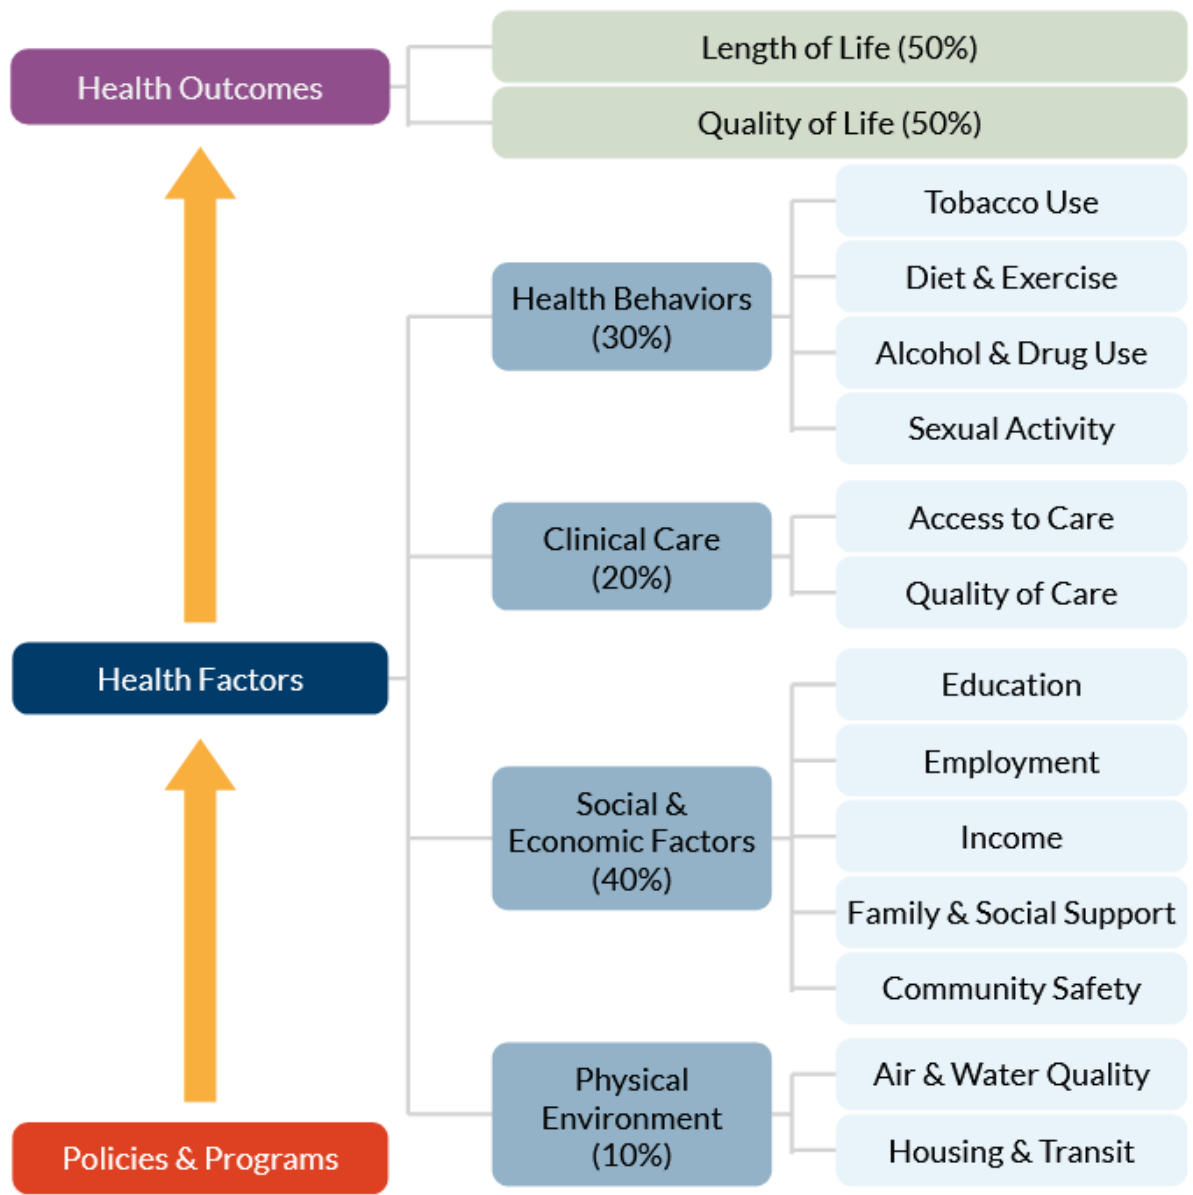 Health Outcomes
Length of Life (50%)
Quality of Life (50%)
Health Factors
Health Behaviors
(30%)
Tobacco Use
Diet & Exercise
Alcohol & Drug Use
Sexual Activity
Clinical Care
(20%)
Access to Care
Quality of Care
Social &
Economic Factors
(40%)
Education
Employment
Income
Family & Social Support
Community Safety
Physical
Environment
(10%)
Air & Water Quality
Housing & Transit
Policies & Programs